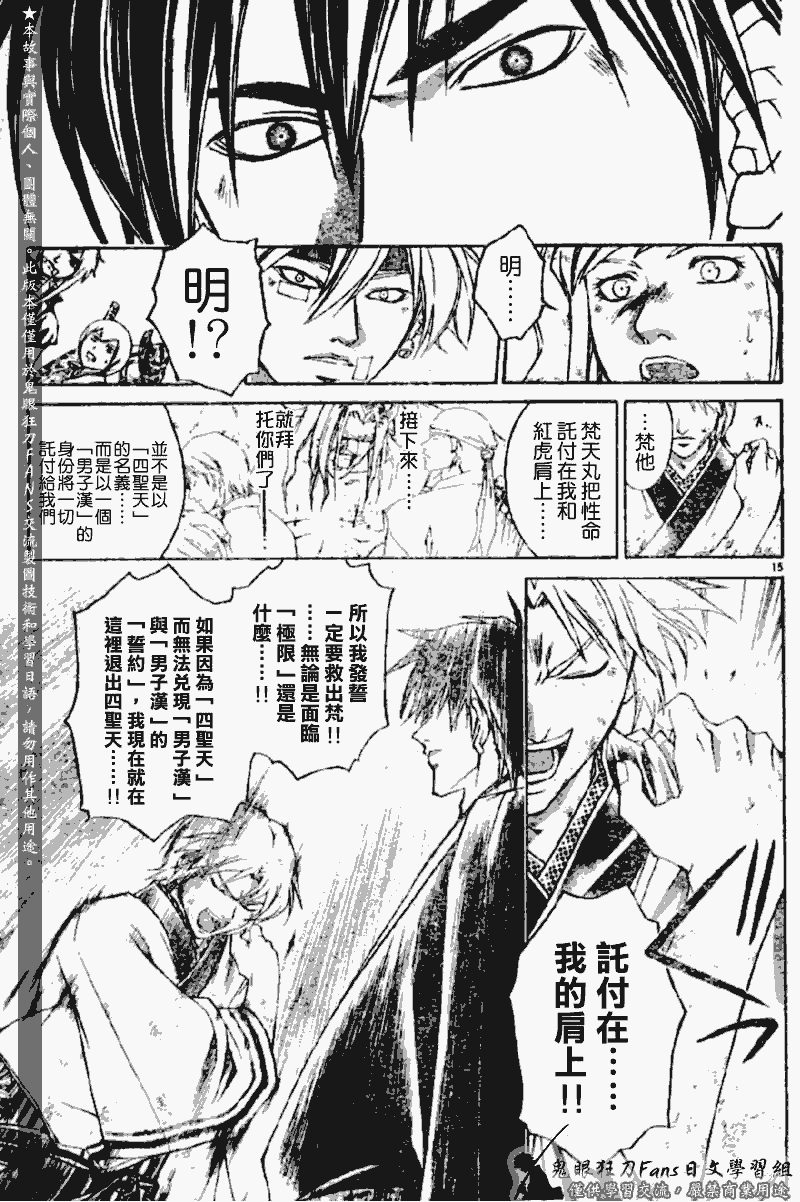 明……
明!?
…梵他
梵天丸把性命
託付在我和
紅虎肩上……
接下來……
就拜
托你們了……!
並不是以
「四聖天」
的名義……
而是以一個
「男子漢」的
身份將一切
託付給我們
15
託付在……
我的肩上!!
所以我發誓
一定要救出梵!!
……無論是面臨
「極限」還是
什麼……!!
如果因為「四聖天」
而無法兑現「男子漢」
與「男子漢」的
「誓約」，我現在就在
這裡退出四聖天……!!
★本故事與實際個人、團體無關。此版本僅僅用於鬼眼狂刀FANS交流製圖技術和學習日語，請勿用作其他用途。
鬼眼狂刀Fans日文學習組
僅供學習交流，嚴禁商業用途